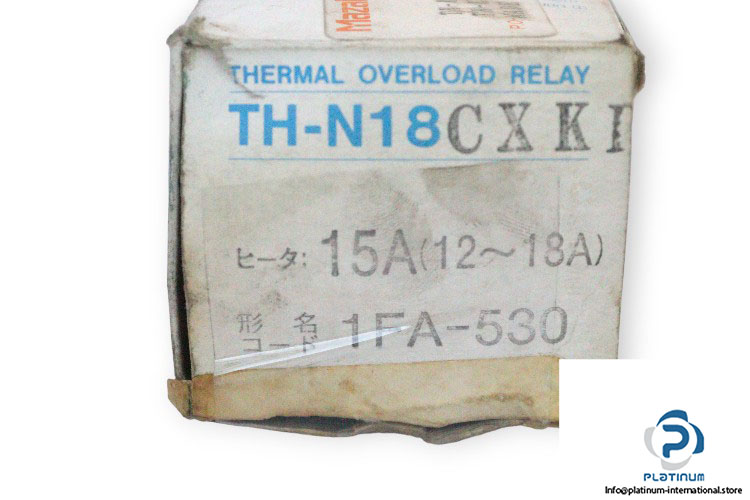 THERMAL OVERLOAD RELAY
TH-N18CXKP
ヒータ: 15A(12～18A)
形名
コード 1FA-530
PLATINUM
Info@platinum-international.store